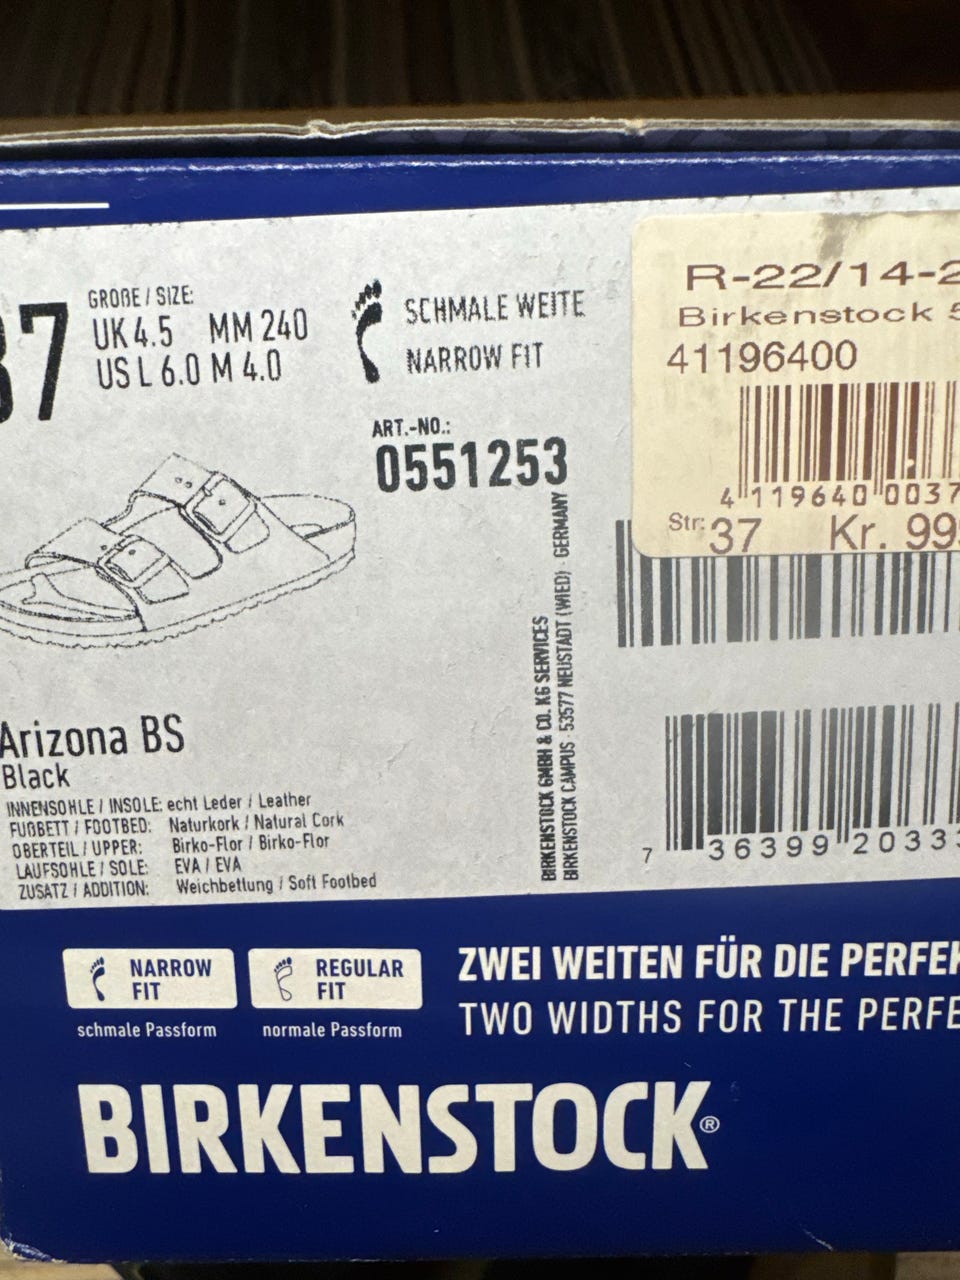 37
GRÖßE / SIZE:
UK 4.5 MM 240
US L 6.0 M 4.0
SCHMALE WEITE
NARROW FIT
ART.-NO.:
0551253
R-22/14-2
Birkenstock 5
41196400
4 119640 0037
Str: 37 Kr. 99
BIRKENSTOCK GMBH & CO. KG SERVICES
BIRKENSTOCK CAMPUS · 53577 NEUSTADT (WIED) · GERMANY
Arizona BS
Black
INNENSOHLE / INSOLE: echt Leder / Leather
FUßBETT / FOOTBED: Naturkork / Natural Cork
OBERTEIL / UPPER: Birko-Flor / Birko-Flor
LAUFSOHLE / SOLE: EVA / EVA
ZUSATZ / ADDITION: Weichbettung / Soft Footbed
7 36399 20333
NARROW
FIT
schmale Passform
REGULAR
FIT
normale Passform
ZWEI WEITEN FÜR DIE PERFEK
TWO WIDTHS FOR THE PERFE
BIRKENSTOCK®